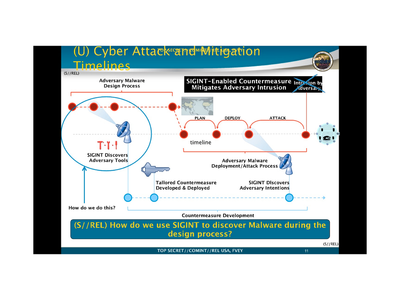 (U) Cyber Attack and Mitigation
Timelines
(S//REL)
Adversary Malware
Design Process
SIGINT-Enabled Countermeasure
Mitigates Adversary Intrusion
Intrusion by
Adversary
PLAN
DEPLOY
ATTACK
T·T·I
timeline
SIGINT Discovers
Adversary Tools
Adversary Malware
Deployment/Attack Process
Tailored Countermeasure
Developed & Deployed
SIGINT Discovers
Adversary Intentions
How do we do this?
Countermeasure Development
(S//REL) How do we use SIGINT to discover Malware during the
design process?
(S//REL)
TOP SECRET//COMINT//REL USA, FVEY